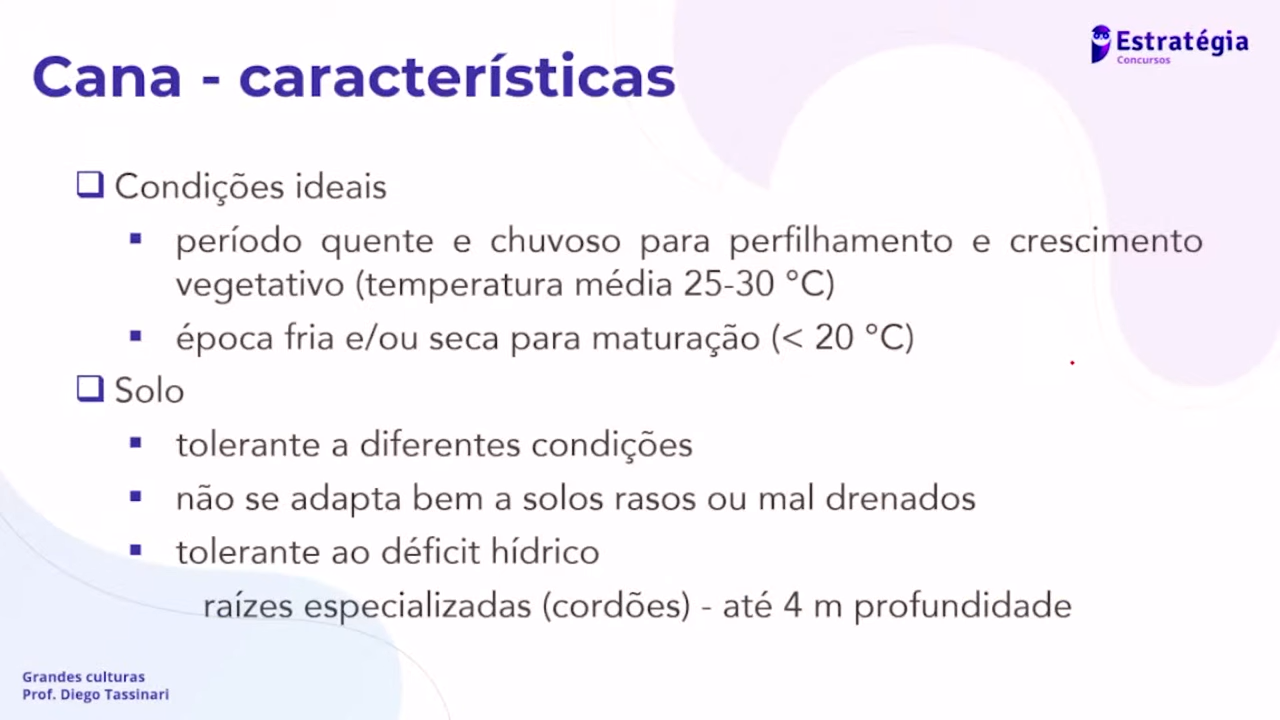 Estratégia
Concursos
Cana - características
❑ Condições ideais
▪ período quente e chuvoso para perfilhamento e crescimento
vegetativo (temperatura média 25-30 °C)
▪ época fria e/ou seca para maturação (< 20 °C)
❑ Solo
▪ tolerante a diferentes condições
▪ não se adapta bem a solos rasos ou mal drenados
▪ tolerante ao déficit hídrico
raízes especializadas (cordões) - até 4 m profundidade
Grandes culturas
Prof. Diego Tassinari